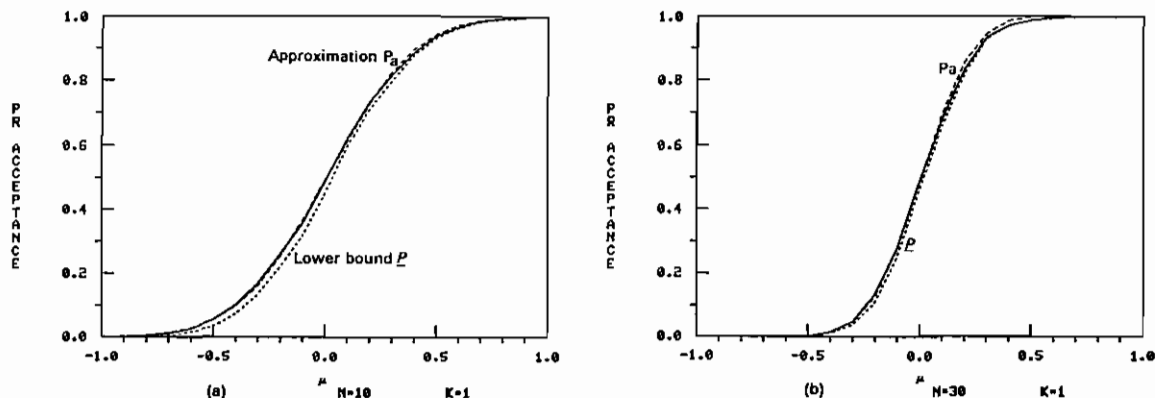 1.0
0.8
0.6
0.4
0.2
0.0
PR ACCEPTANCE
Approximation Pa
Lower bound P
-1.0 -0.5 0.0 0.5 1.0
μ
(a) N=10 K=1
1.0
0.8
0.6
0.4
0.2
0.0
PR ACCEPTANCE
Pa
P
-1.0 -0.5 0.0 0.5 1.0
μ
(b) N=30 K=1